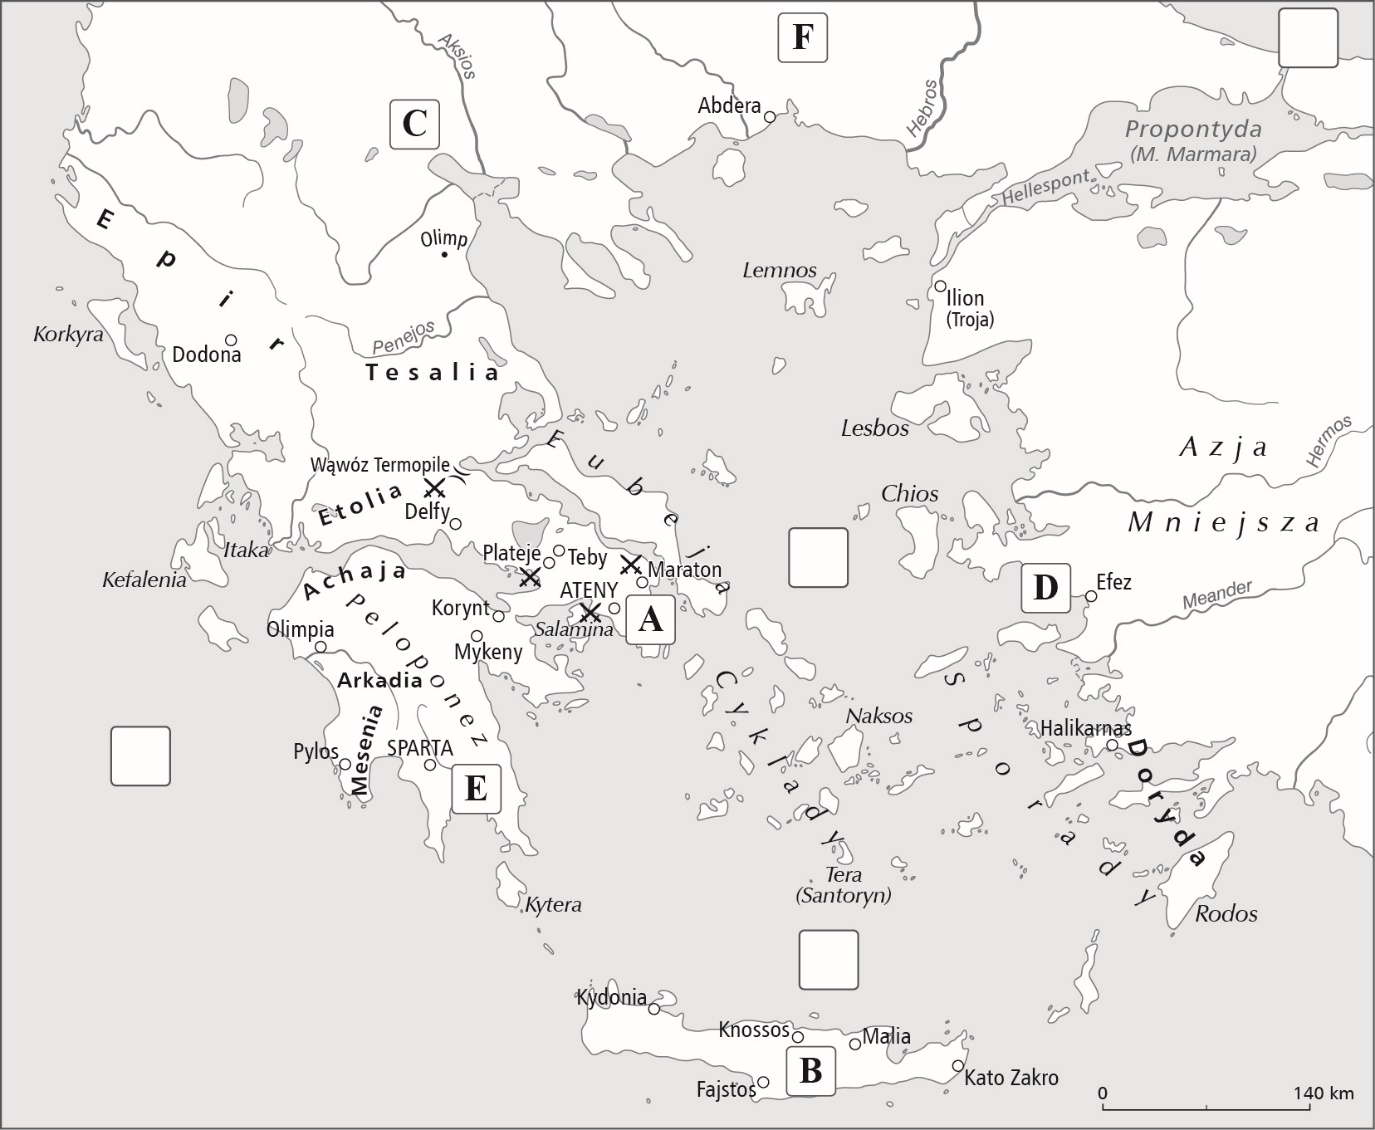 F
Aksios
Abdera
Hebros
C
Propontyda
(M. Marmara)
Hellespont
Epir
Olimp
Lemnos
Ilion
(Troja)
Korkyra
Penejos
Dodona
Tesalia
Lesbos
Azja
Hermos
Eubeja
Wąwóz Termopile
Etolia
Delfy
Chios
Mniejsza
Itaka
Kefalenia
Plateje
Teby
Maraton
Achaja
ATENY
A
D
Efez
Meander
Peloponez
Korynt
Salamina
Olimpia
Mykeny
Arkadia
Cyklady
Sporady
Naksos
Halikarnas
Doryda
Mesenia
Pylos
SPARTA
E
Tera
(Santoryn)
Kytera
Rodos
Kydonia
Knossos
Malia
B
Fajstos
Kato Zakro
0 140 km